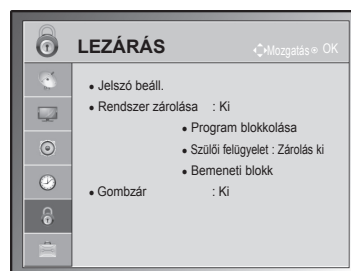 LEZÁRÁS
Mozgatás OK
• Jelszó beáll.
• Rendszer zárolása : Ki
• Program blokkolása
• Szülői felügyelet : Zárolás ki
• Bemeneti blokk
• Gombzár : Ki